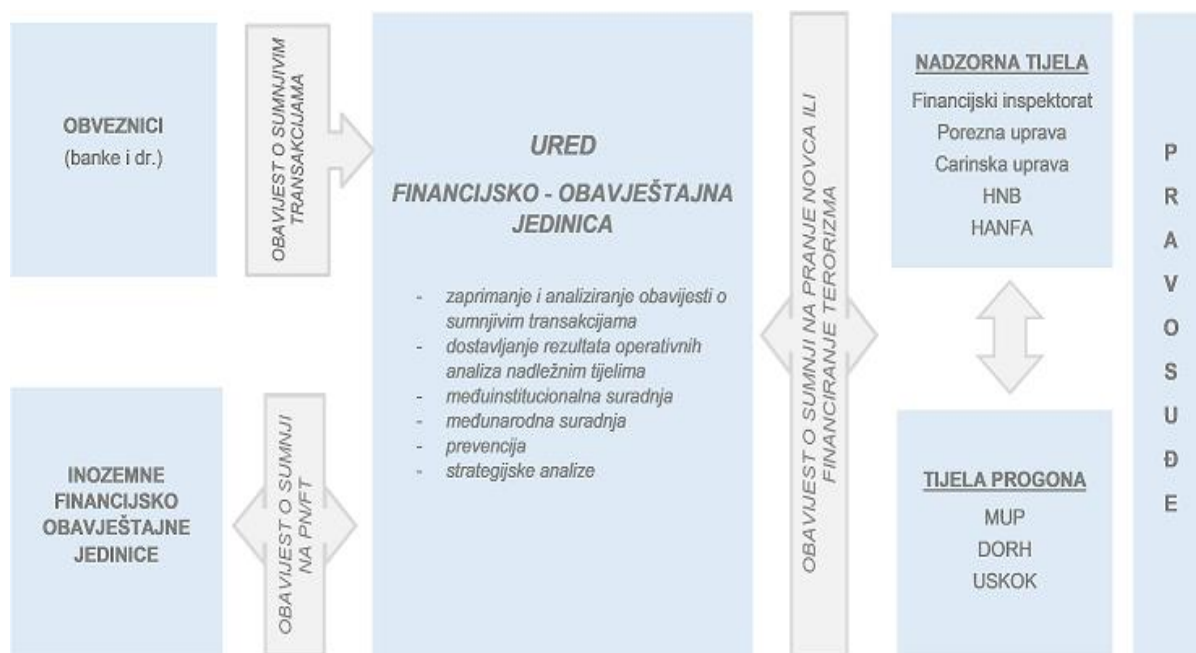 OBVEZNICI
(banke i dr.)
OBAVIJEST O SUMNJIVIM
TRANSAKCIJAMA
INOZEMNE
FINANCIJSKO
OBAVJEŠTAJNE
JEDINICE
OBAVIJEST O SUMNJI
NA PN/FT
URED
FINANCIJSKO - OBAVJEŠTAJNA
JEDINICA
- zaprimanje i analiziranje obavijesti o
sumnjivim transakcijama
- dostavljanje rezultata operativnih
analiza nadležnim tijelima
- međuinstitucionalna suradnja
- međunarodna suradnja
- prevencija
- strategijske analize
OBAVIJEST O SUMNJI NA PRANJE NOVCA ILI
FINANCIRANJE TERORIZMA
NADZORNA TIJELA
Financijski inspektorat
Porezna uprava
Carinska uprava
HNB
HANFA
TIJELA PROGONA
MUP
DORH
USKOK
P
R
A
V
O
S
U
Đ
E